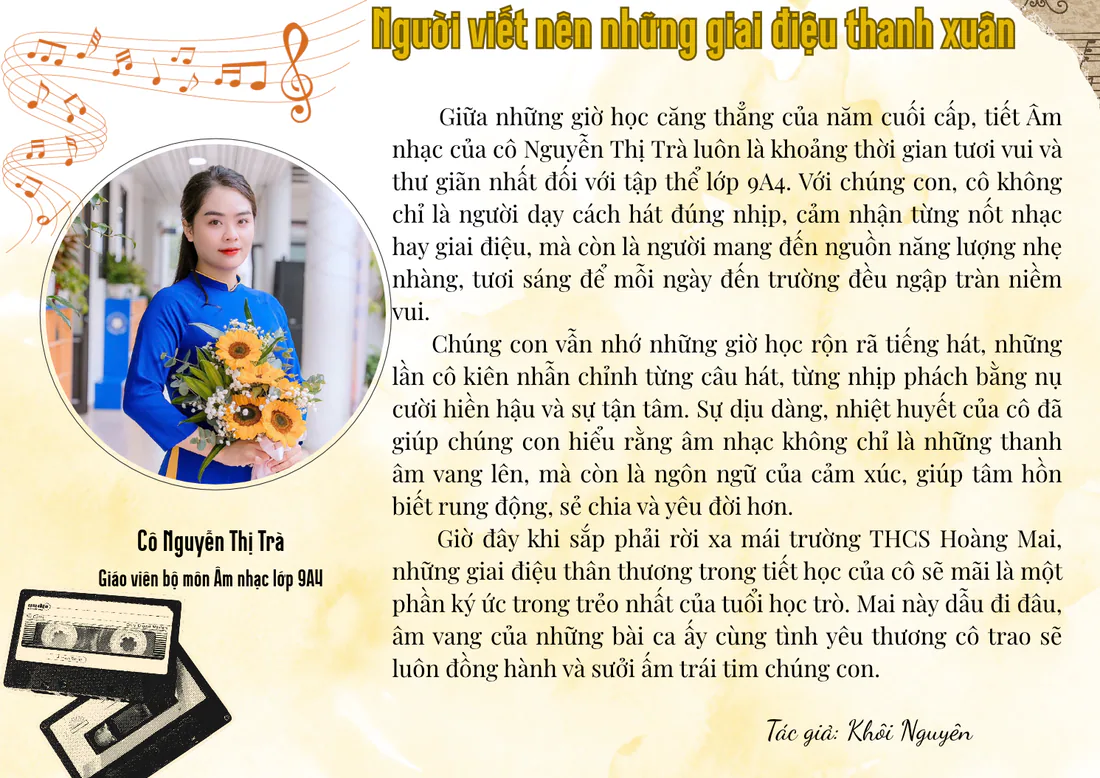 Người viết nên những giai điệu thanh xuân
Giữa những giờ học căng thẳng của năm cuối cấp, tiết Âm
nhạc của cô Nguyễn Thị Trà luôn là khoảng thời gian tươi vui và
thư giãn nhất đối với tập thể lớp 9A4. Với chúng con, cô không
chỉ là người dạy cách hát đúng nhịp, cảm nhận từng nốt nhạc
hay giai điệu, mà còn là người mang đến nguồn năng lượng nhẹ
nhàng, tươi sáng để mỗi ngày đến trường đều ngập tràn niềm
vui.
Chúng con vẫn nhớ những giờ học rộn rã tiếng hát, những
lần cô kiên nhẫn chỉnh từng câu hát, từng nhịp phách bằng nụ
cười hiền hậu và sự tận tâm. Sự dịu dàng, nhiệt huyết của cô đã
giúp chúng con hiểu rằng âm nhạc không chỉ là những thanh
âm vang lên, mà còn là ngôn ngữ của cảm xúc, giúp tâm hồn
biết rung động, sẻ chia và yêu đời hơn.
Giờ đây khi sắp phải rời xa mái trường THCS Hoàng Mai,
những giai điệu thân thương trong tiết học của cô sẽ mãi là một
phần ký ức trong trẻo nhất của tuổi học trò. Mai này dẫu đi đâu,
âm vang của những bài ca ấy cùng tình yêu thương cô trao sẽ
luôn đồng hành và sưởi ấm trái tim chúng con.
Tác giả: Khôi Nguyên
Cô Nguyễn Thị Trà
Giáo viên bộ môn Âm nhạc lớp 9A4